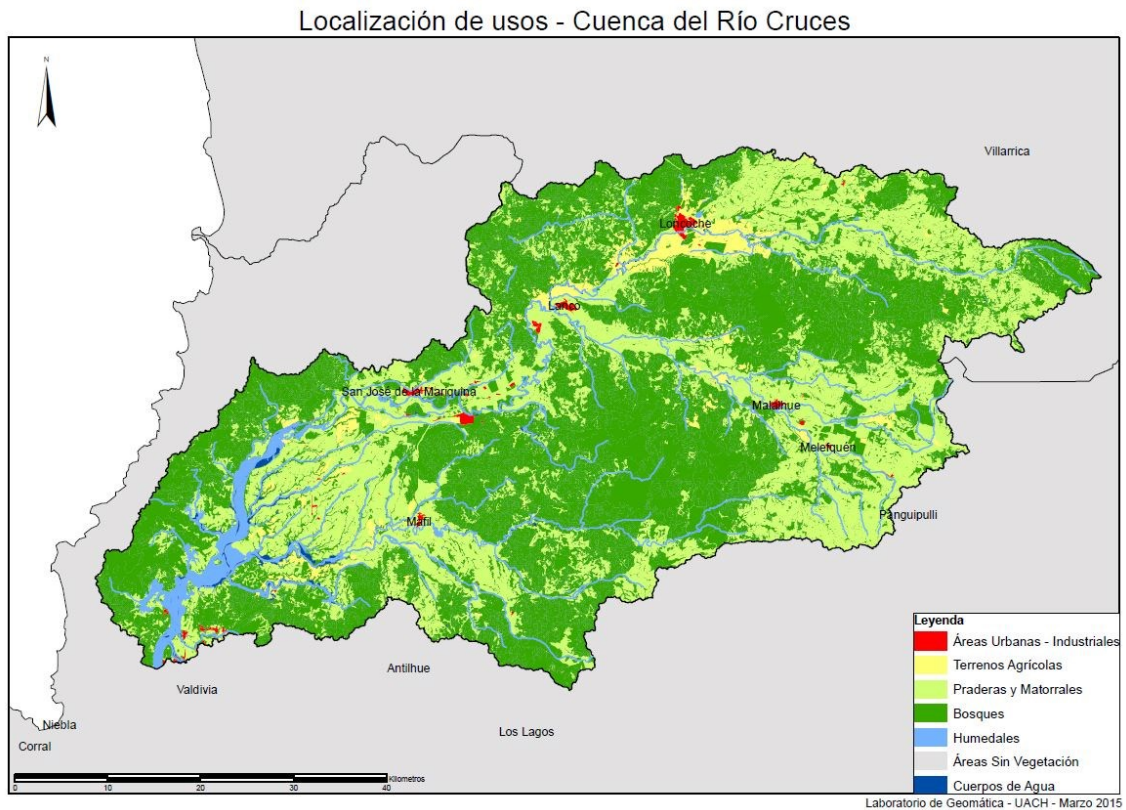 Localización de usos - Cuenca del Río Cruces
N
Villarrica
Loncoche
Lanco
San José de la Mariquina
Malalhue
Melefquén
Mafil
Panguipulli
Antilhue
Valdivia
Niebla
Corral
Los Lagos
Leyenda
Áreas Urbanas - Industriales
Terrenos Agrícolas
Praderas y Matorrales
Bosques
Humedales
Áreas Sin Vegetación
Cuerpos de Agua
Kilometros
0 10 20 30 40
Laboratorio de Geomática - UACH - Marzo 2015